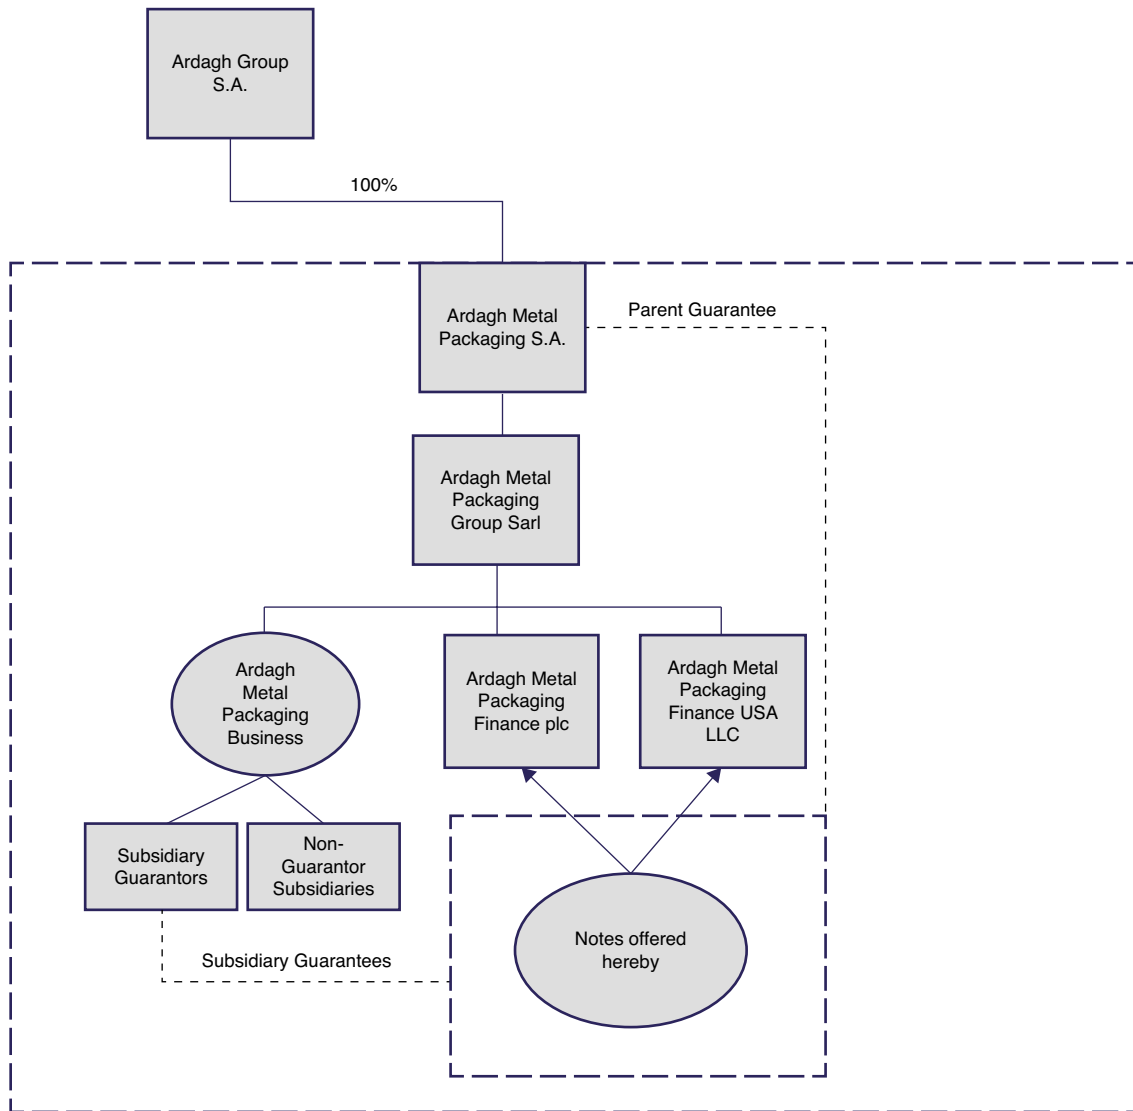 Ardagh Group
S.A.
100%
Ardagh Metal
Packaging S.A.
Parent Guarantee
Ardagh Metal
Packaging
Group Sarl
Ardagh
Metal
Packaging
Business
Ardagh Metal
Packaging
Finance plc
Ardagh Metal
Packaging
Finance USA
LLC
Subsidiary
Guarantors
Non-
Guarantor
Subsidiaries
Subsidiary Guarantees
Notes offered
hereby